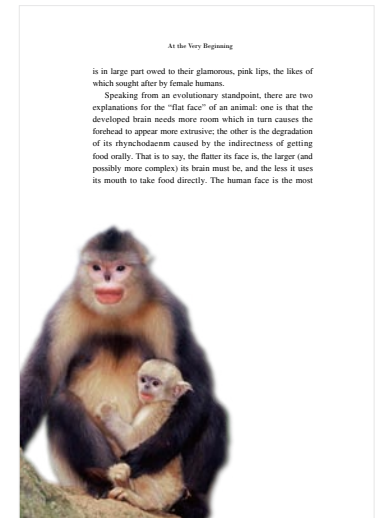 At the Very Beginning
is in large part owed to their glamorous, pink lips, the likes of
which sought after by female humans.
Speaking from an evolutionary standpoint, there are two
explanations for the “flat face” of an animal: one is that the
developed brain needs more room which in turn causes the
forehead to appear more extrusive; the other is the degradation
of its rhynchodaenm caused by the indirectness of getting
food orally. That is to say, the flatter its face is, the larger (and
possibly more complex) its brain must be, and the less it uses
its mouth to take food directly. The human face is the most